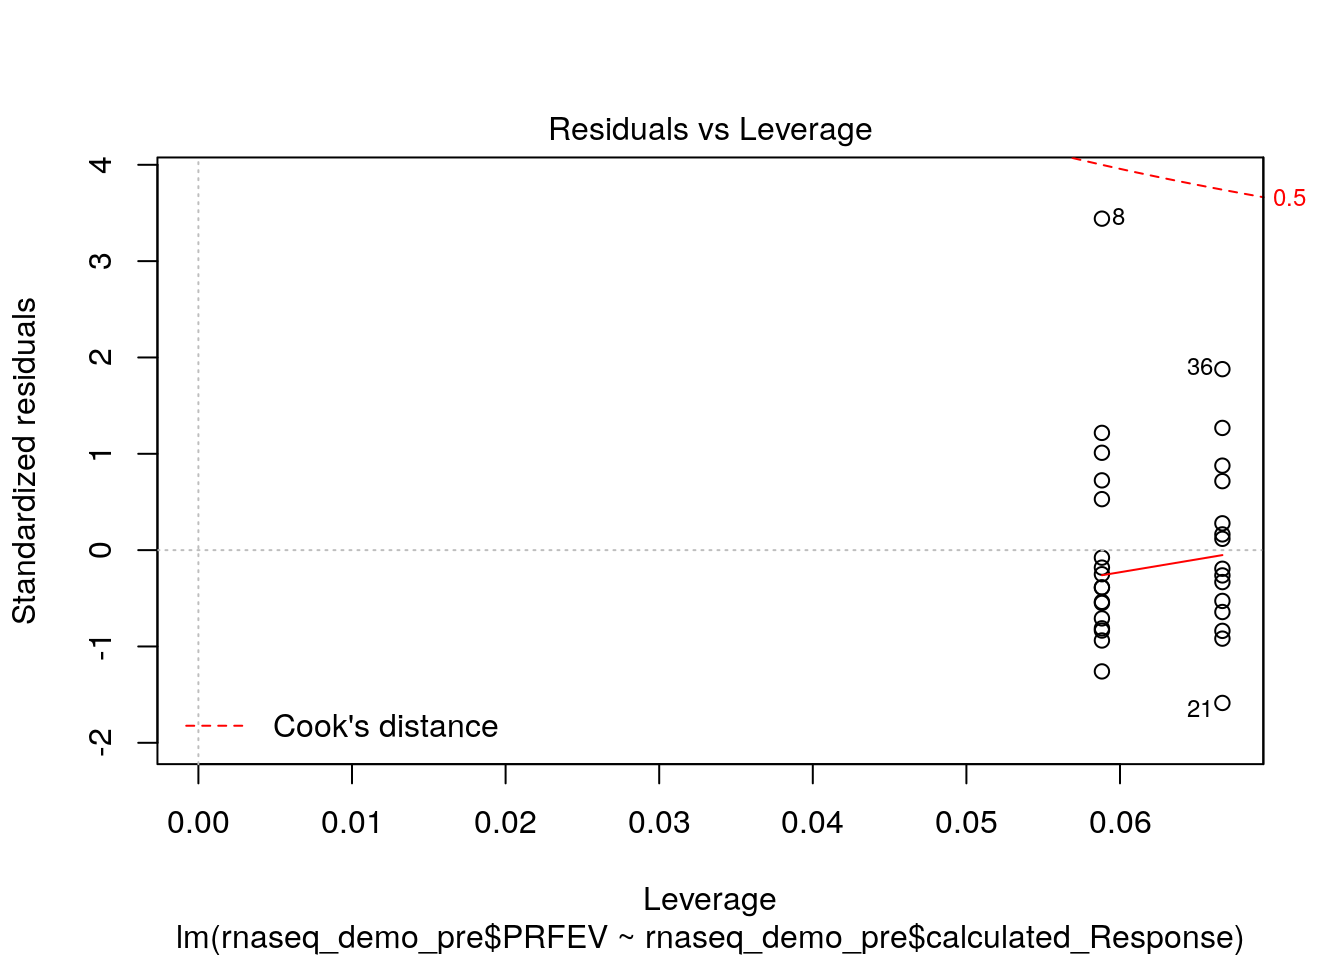 Residuals vs Leverage
4
3
2
1
0
-1
-2
Standardized residuals
0.5
8
36
21
Cook's distance
0.00 0.01 0.02 0.03 0.04 0.05 0.06
Leverage
lm(rnaseq_demo_pre$PRFEV ~ rnaseq_demo_pre$calculated_Response)